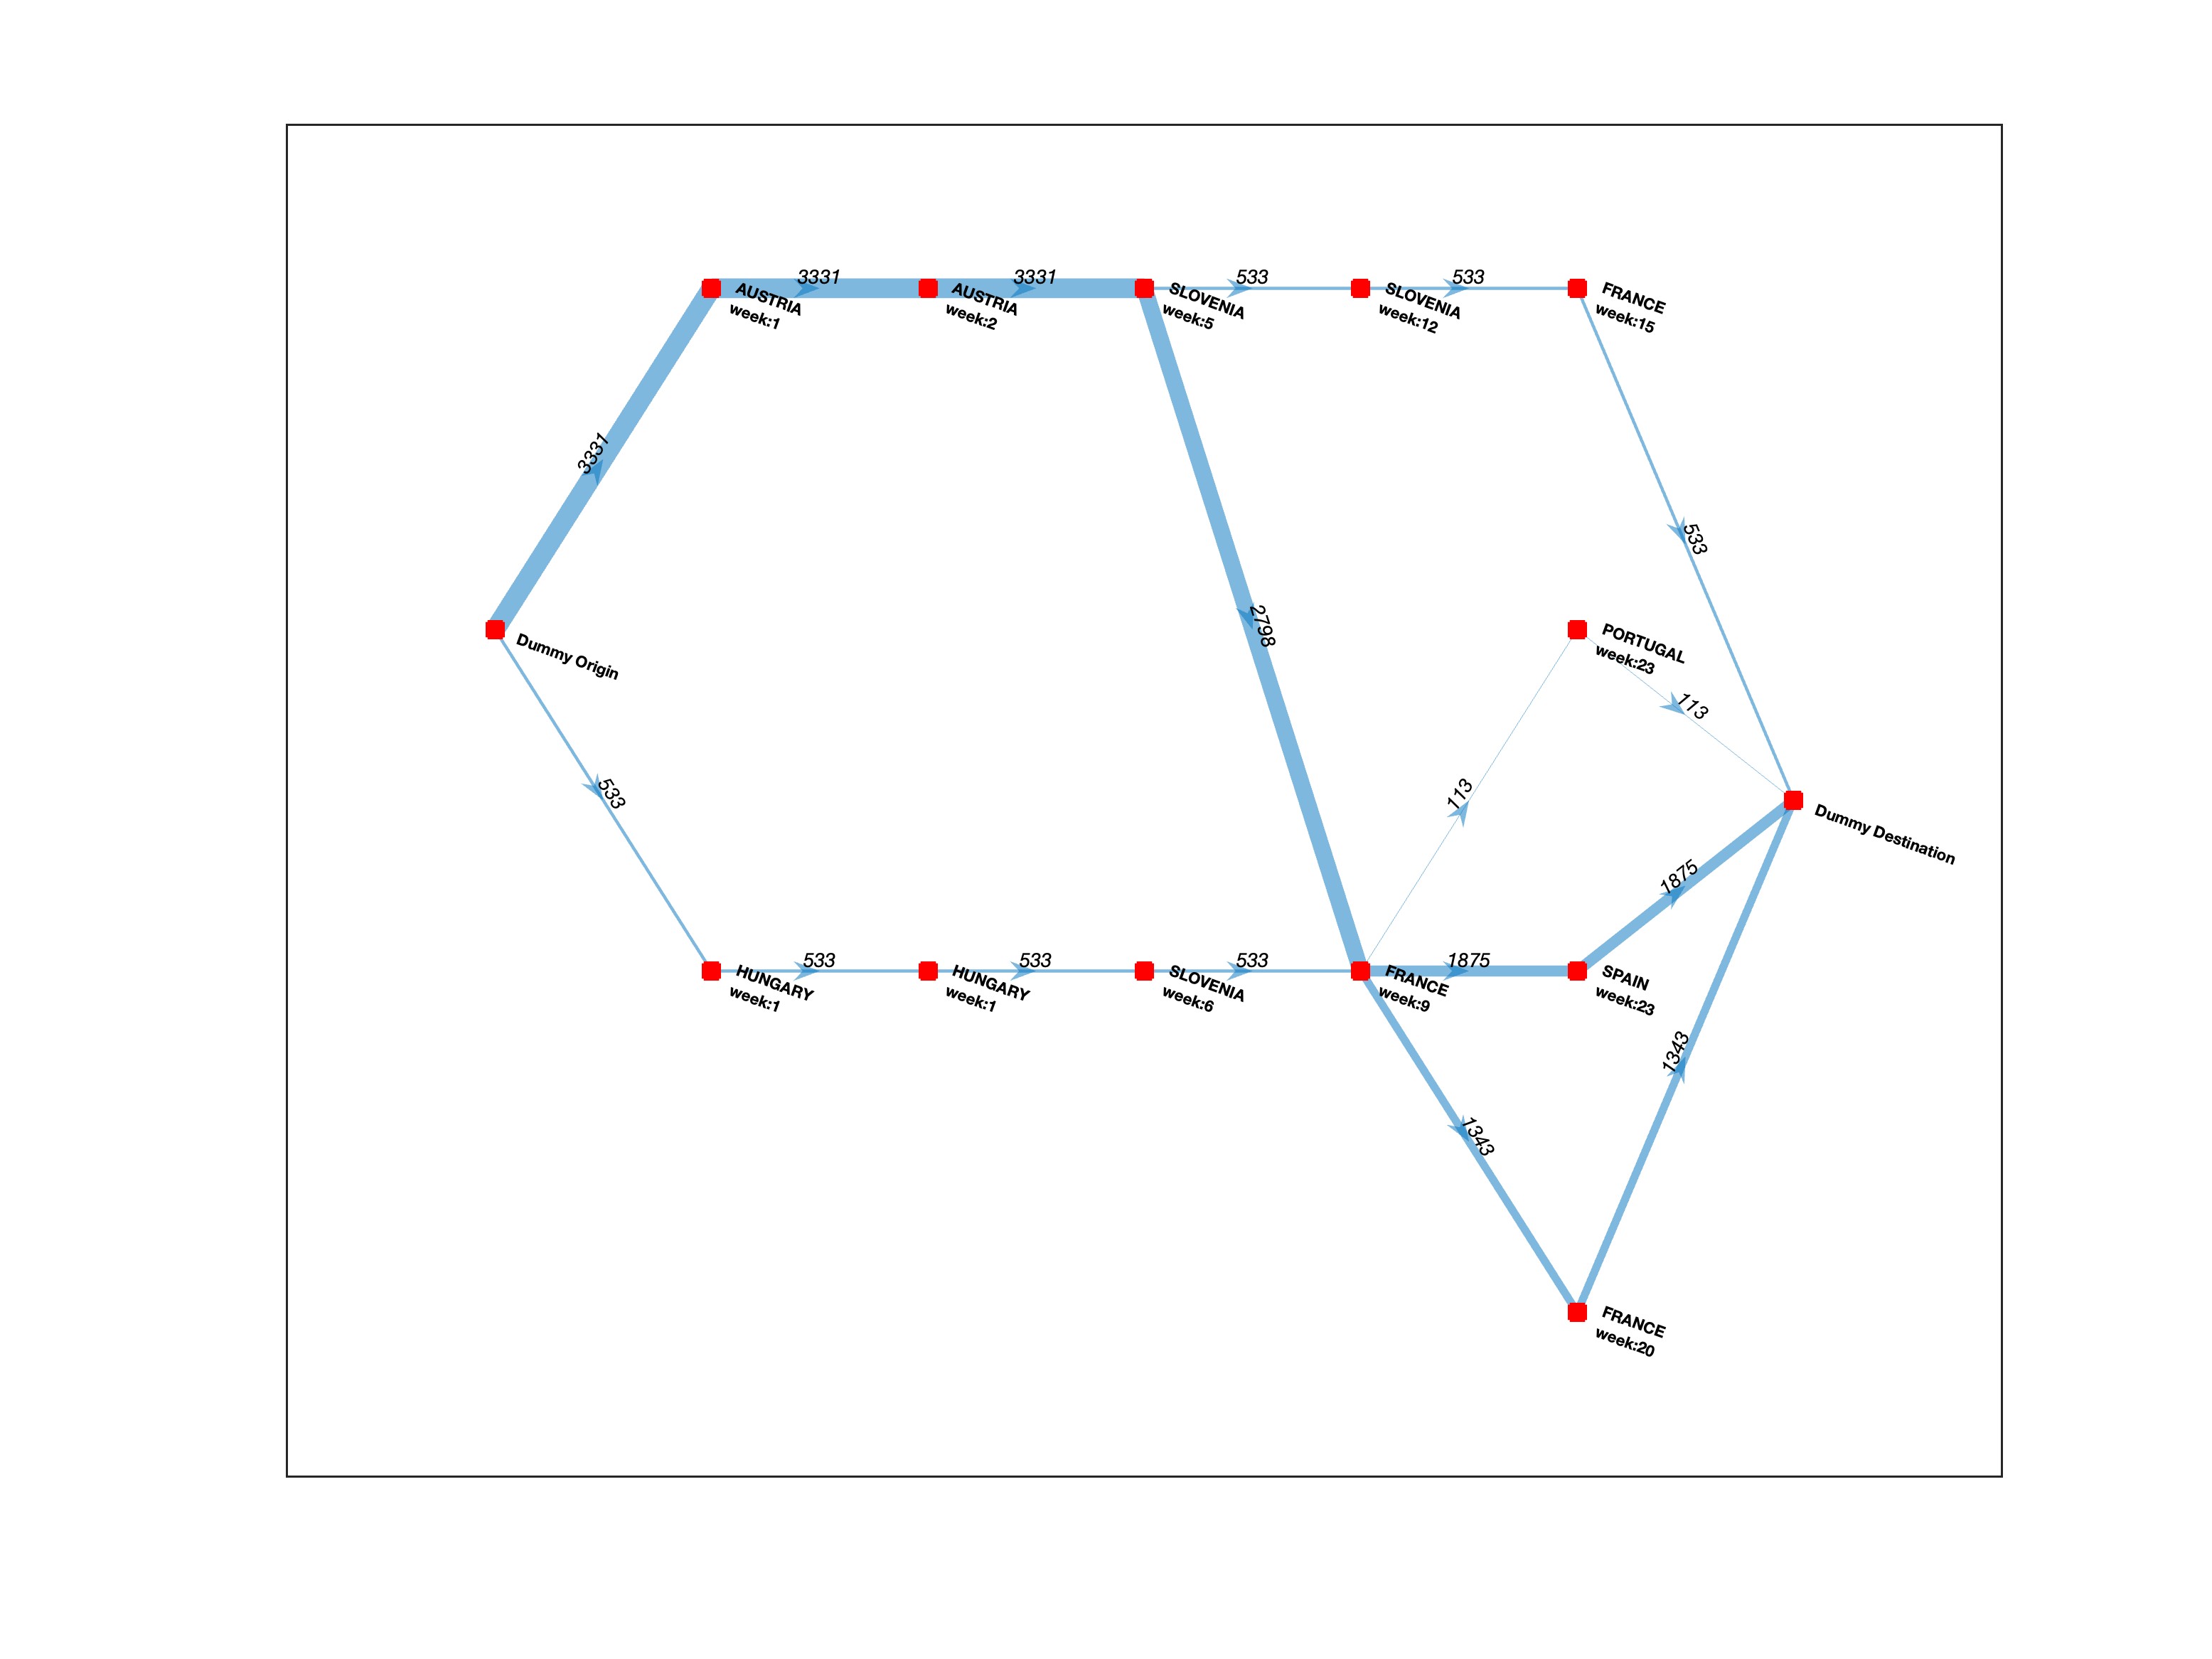 3331
3331
533
533
AUSTRIA
week:1
AUSTRIA
week:2
SLOVENIA
week:5
SLOVENIA
week:12
FRANCE
week:15
3331
533
2798
Dummy Origin
PORTUGAL
week:23
113
533
113
Dummy Destination
1875
533
533
533
1875
HUNGARY
week:1
HUNGARY
week:1
SLOVENIA
week:6
FRANCE
week:9
SPAIN
week:23
1343
1343
FRANCE
week:20